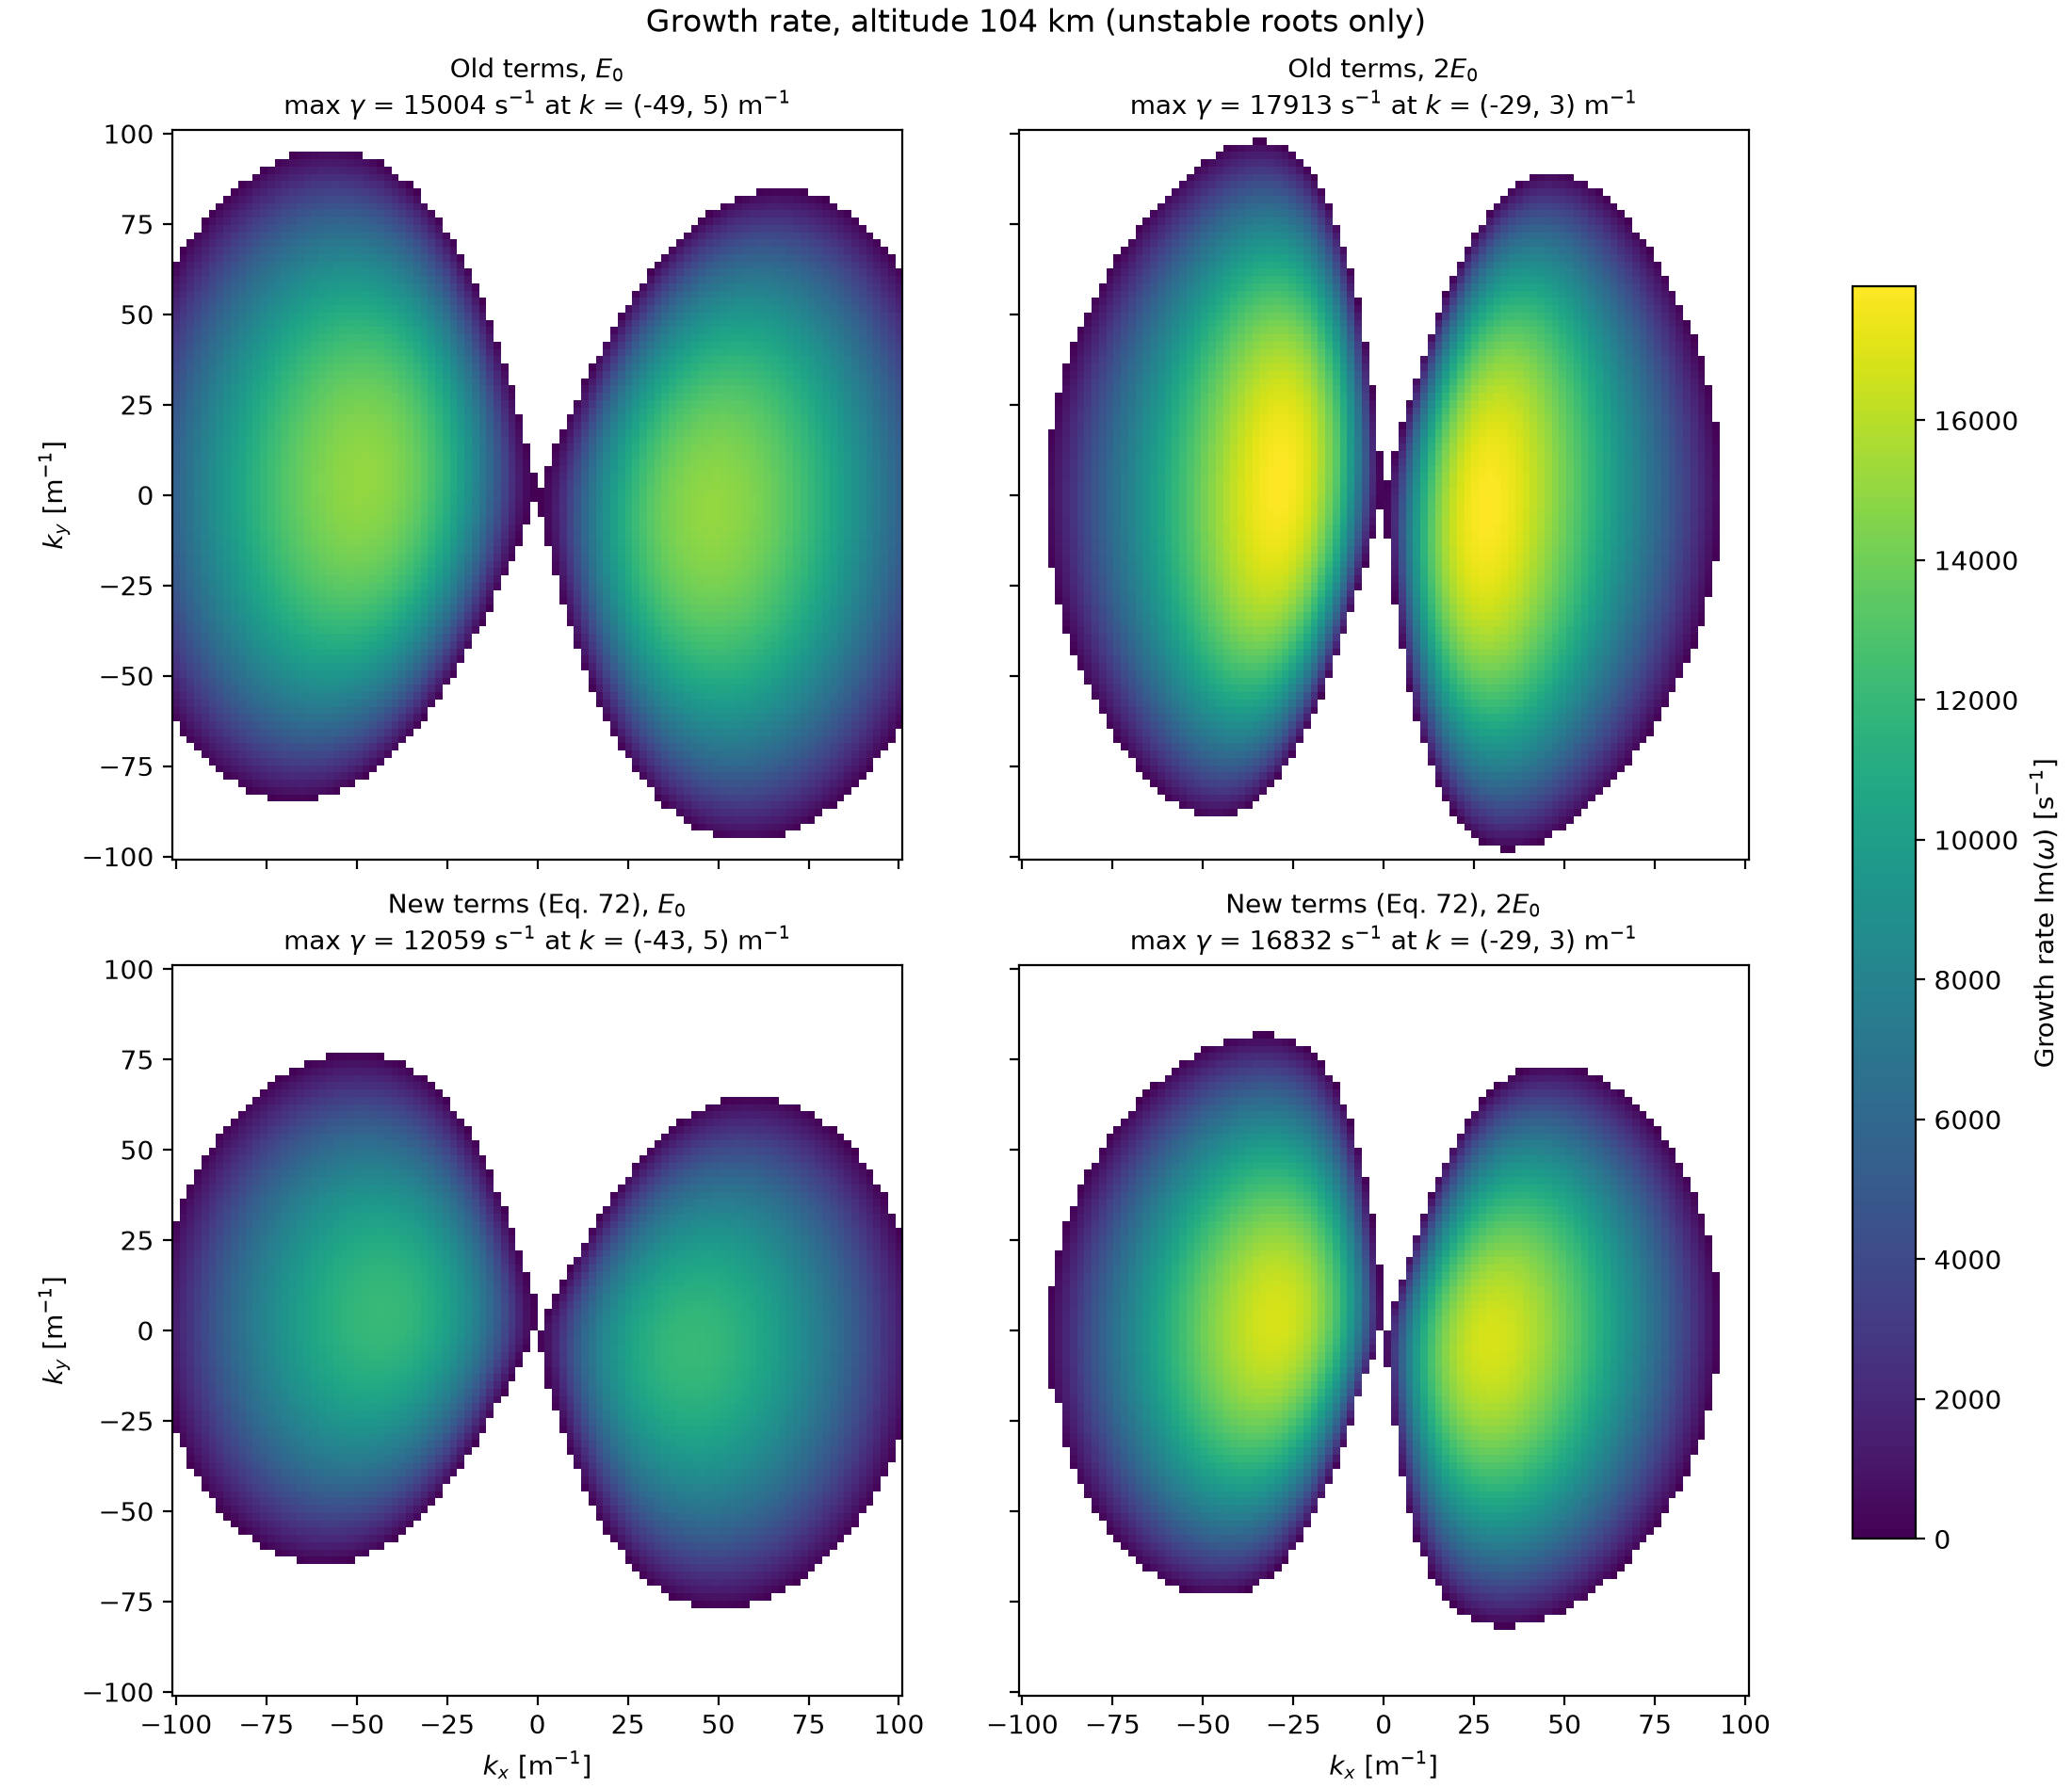 Growth rate, altitude 104 km (unstable roots only)
Old terms, E₀
max γ = 15004 s⁻¹ at k = (-49, 5) m⁻¹
Old terms, 2E₀
max γ = 17913 s⁻¹ at k = (-29, 3) m⁻¹
100
75
50
25
0
−25
−50
−75
−100
k_y [m⁻¹]
New terms (Eq. 72), E₀
max γ = 12059 s⁻¹ at k = (-43, 5) m⁻¹
New terms (Eq. 72), 2E₀
max γ = 16832 s⁻¹ at k = (-29, 3) m⁻¹
100
75
50
25
0
−25
−50
−75
−100
k_y [m⁻¹]
−100 −75 −50 −25 0 25 50 75 100
k_x [m⁻¹]
−100 −75 −50 −25 0 25 50 75 100
k_x [m⁻¹]
16000
14000
12000
10000
8000
6000
4000
2000
0
Growth rate Im(ω) [s⁻¹]